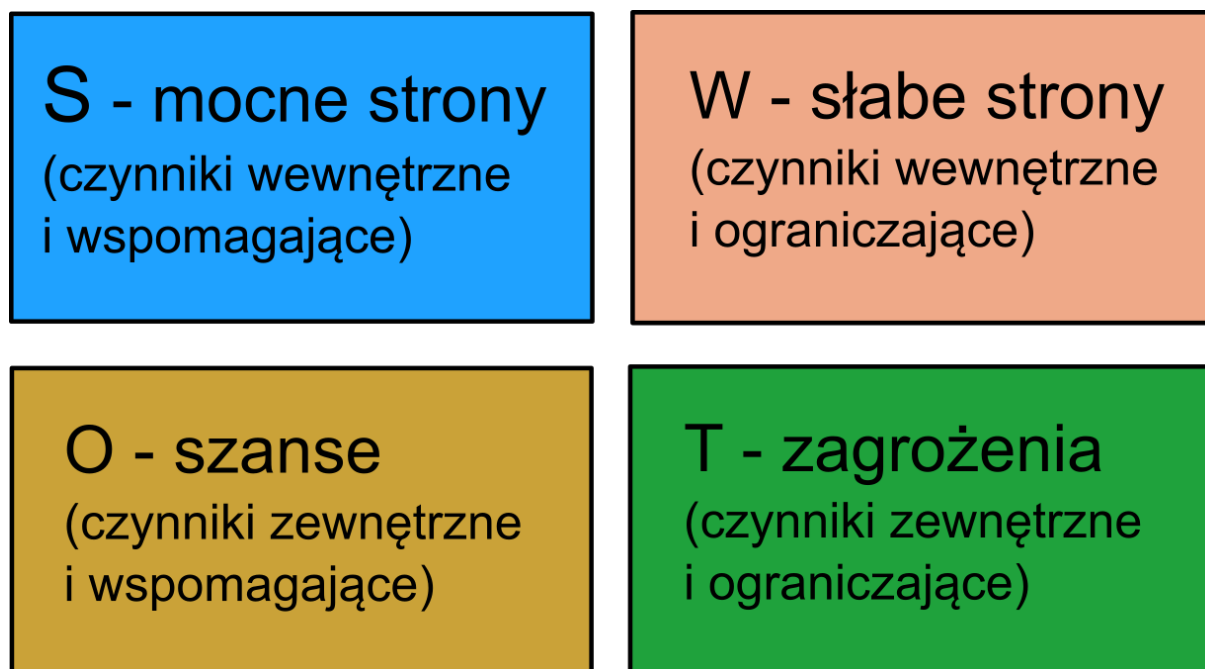 S - mocne strony
(czynniki wewnętrzne
i wspomagające)
W - słabe strony
(czynniki wewnętrzne
i ograniczające)
O - szanse
(czynniki zewnętrzne
i wspomagające)
T - zagrożenia
(czynniki zewnętrzne
i ograniczające)